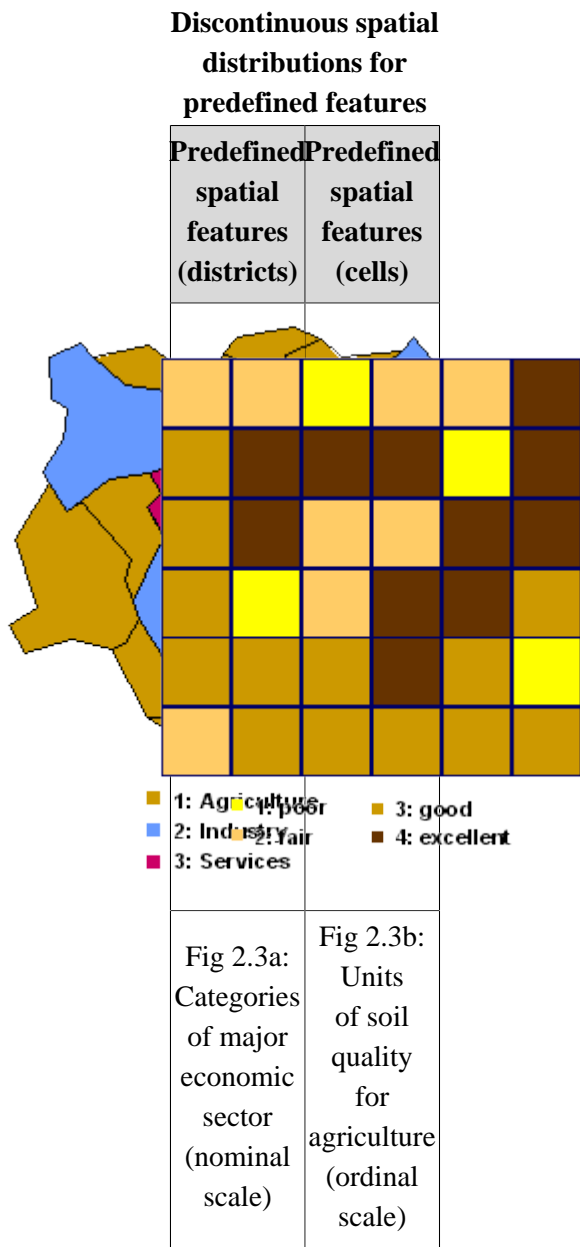 Discontinuous spatial
distributions for
predefined features
Predefined
spatial
features
(districts)
Predefined
spatial
features
(cells)
1: Agriculture
2: Industry
3: Services
1: poor
2: fair
3: good
4: excellent
Fig 2.3a:
Categories
of major
economic
sector
(nominal
scale)
Fig 2.3b:
Units
of soil
quality
for
agriculture
(ordinal
scale)